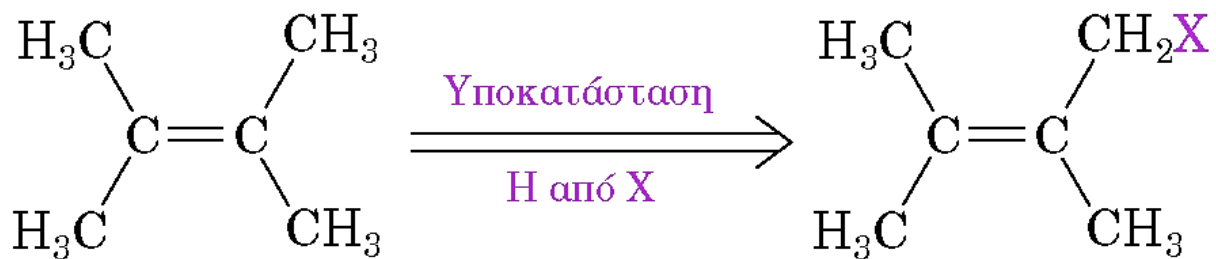 H₃C CH₃ H₃C CH₂X
Υποκατάσταση
C=C C=C
Η από Χ
H₃C CH₃ H₃C CH₃